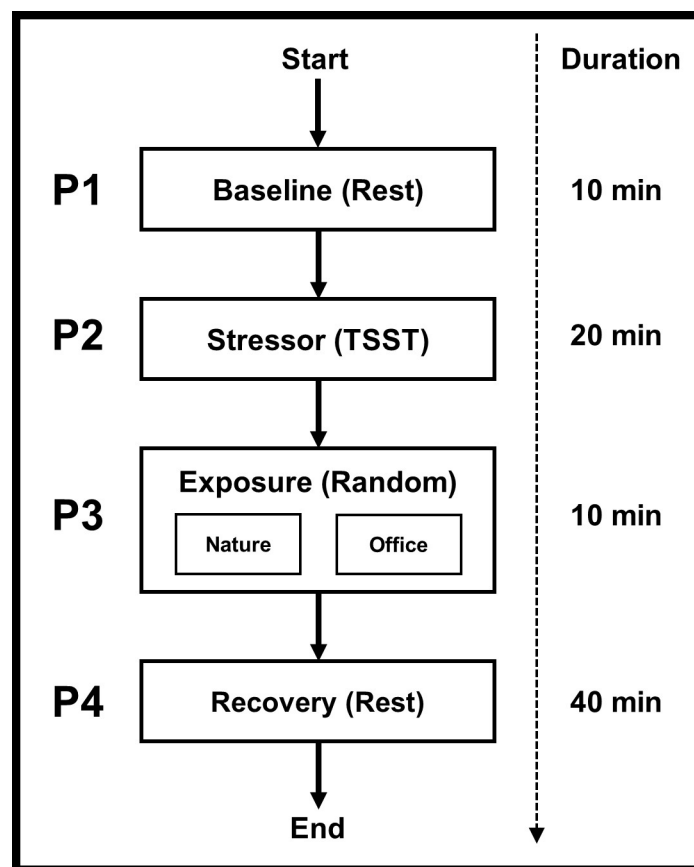 Start
Duration
P1
Baseline (Rest)
10 min
P2
Stressor (TSST)
20 min
P3
Exposure (Random)
Nature
Office
10 min
P4
Recovery (Rest)
40 min
End